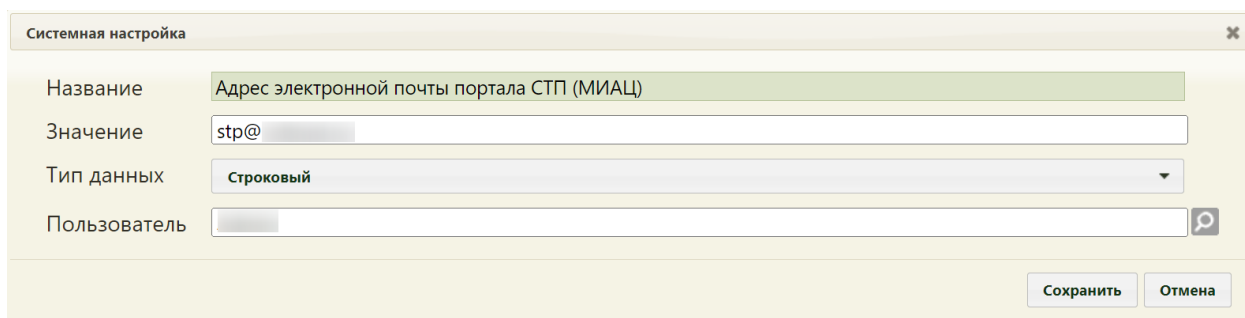 Системная настройка
Название Адрес электронной почты портала СТП (МИАЦ)
Значение stp@
Тип данных Строковый
Пользователь
Сохранить Отмена